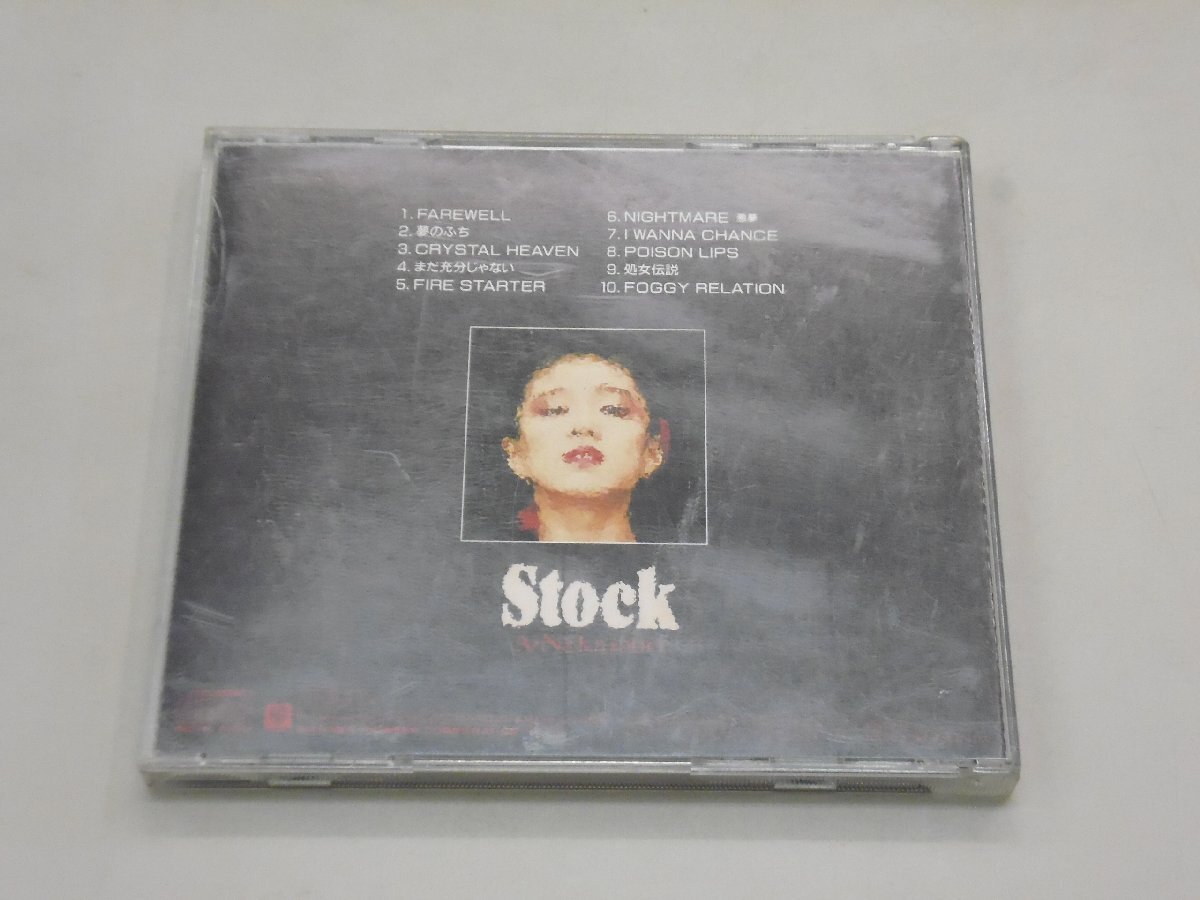 1. FAREWELL
2. 夢のふち
3. CRYSTAL HEAVEN
4. まだ充分じゃない
5. FIRE STARTER
6. NIGHTMARE 悪夢
7. I WANNA CHANCE
8. POISON LIPS
9. 処女伝説
10. FOGGY RELATION
Stock